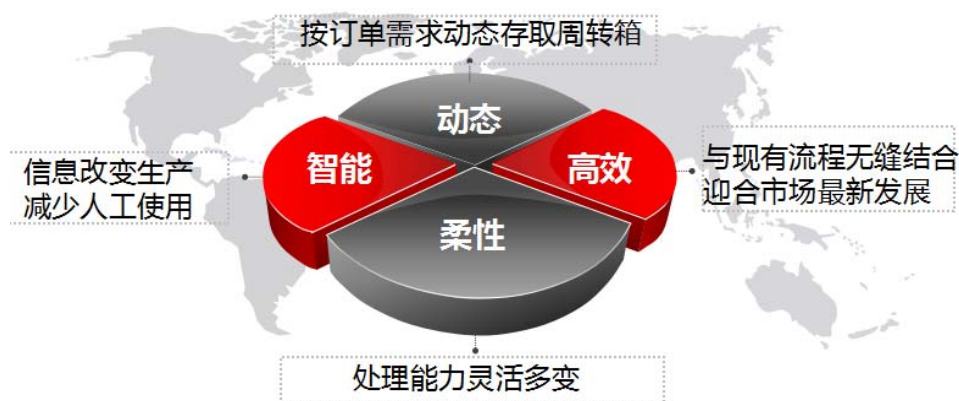 按订单需求动态存取周转箱
动态
智能
高效
信息改变生产
减少人工使用
与现有流程无缝结合
迎合市场最新发展
柔性
处理能力灵活多变